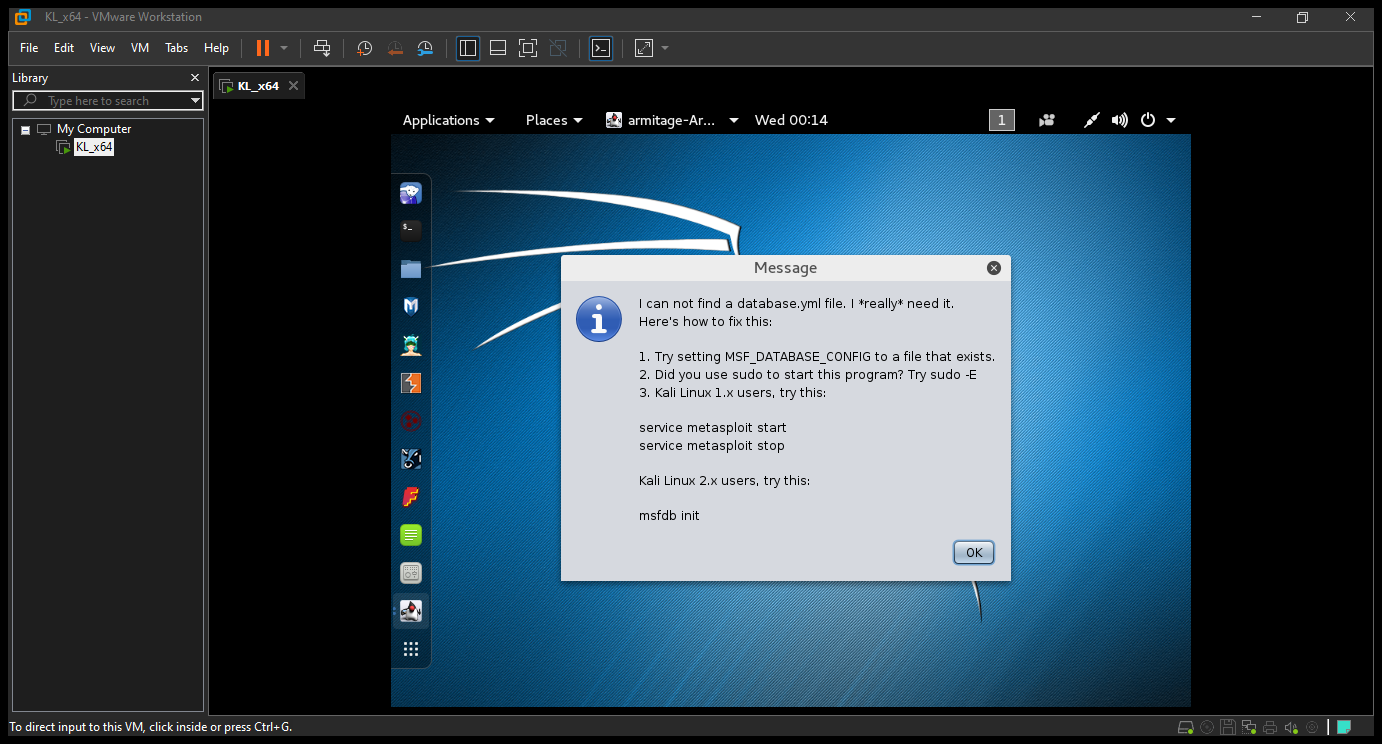 KL_x64 - VMware Workstation
File Edit View VM Tabs Help
Library
Type here to search
My Computer
KL_x64
KL_x64
Applications Places armitage-Ar... Wed 00:14 1
$_
Message
I can not find a database.yml file. I *really* need it.
Here's how to fix this:
1. Try setting MSF_DATABASE_CONFIG to a file that exists.
2. Did you use sudo to start this program? Try sudo -E
3. Kali Linux 1.x users, try this:
service metasploit start
service metasploit stop
Kali Linux 2.x users, try this:
msfdb init
OK
To direct input to this VM, click inside or press Ctrl+G.